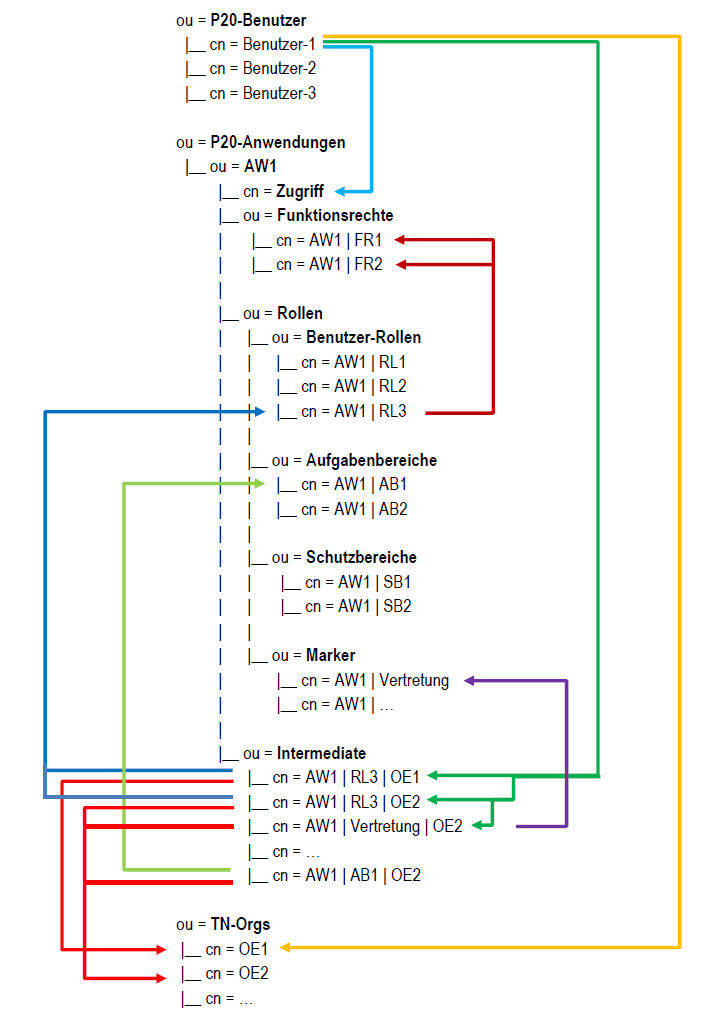 ou = P20-Benutzer
|__ cn = Benutzer-1
|__ cn = Benutzer-2
|__ cn = Benutzer-3
ou = P20-Anwendungen
|__ ou = AW1
|__ cn = Zugriff
|__ ou = Funktionsrechte
| |__ cn = AW1 | FR1
| |__ cn = AW1 | FR2
|
|__ ou = Rollen
| |__ ou = Benutzer-Rollen
| | |__ cn = AW1 | RL1
| | |__ cn = AW1 | RL2
| | |__ cn = AW1 | RL3
| |
| |__ ou = Aufgabenbereiche
| | |__ cn = AW1 | AB1
| | |__ cn = AW1 | AB2
| |
| |__ ou = Schutzbereiche
| | |__ cn = AW1 | SB1
| | |__ cn = AW1 | SB2
| |
| |__ ou = Marker
| |__ cn = AW1 | Vertretung
| |__ cn = AW1 | …
|
|__ ou = Intermediate
|__ cn = AW1 | RL3 | OE1
|__ cn = AW1 | RL3 | OE2
|__ cn = AW1 | Vertretung | OE2
|__ cn = …
|__ cn = AW1 | AB1 | OE2
ou = TN-Orgs
|__ cn = OE1
|__ cn = OE2
|__ cn = …